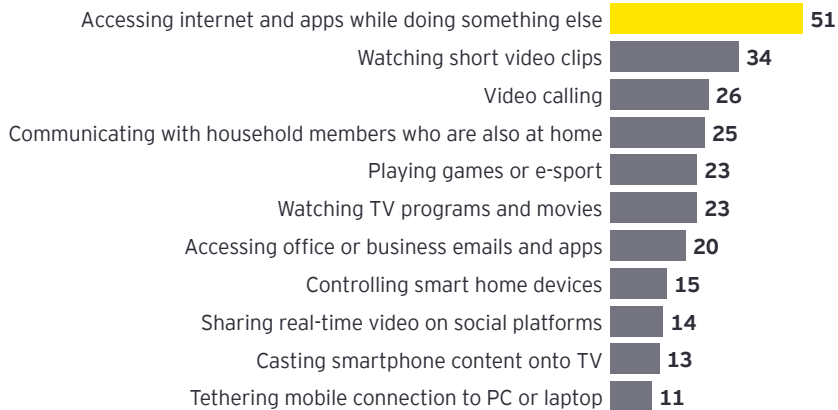 Accessing internet and apps while doing something else 51
Watching short video clips 34
Video calling 26
Communicating with household members who are also at home 25
Playing games or e-sport 23
Watching TV programs and movies 23
Accessing office or business emails and apps 20
Controlling smart home devices 15
Sharing real-time video on social platforms 14
Casting smartphone content onto TV 13
Tethering mobile connection to PC or laptop 11